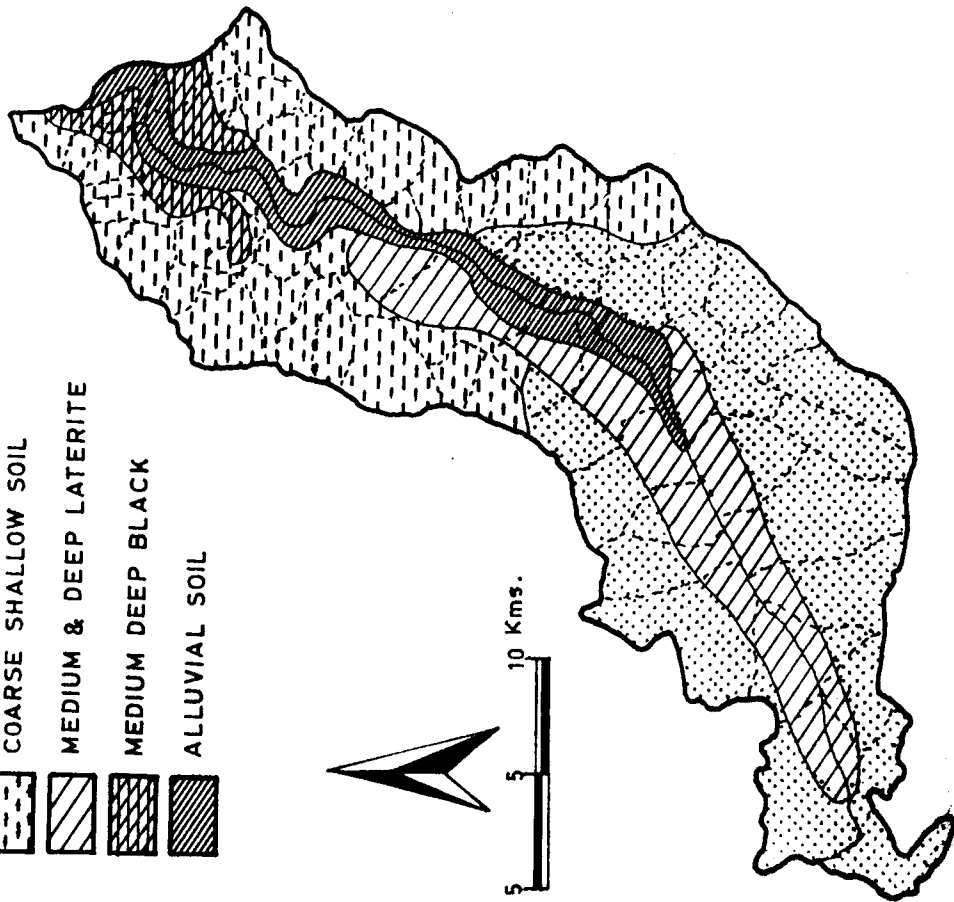 COARSE SHALLOW SOIL
MEDIUM & DEEP LATERITE
MEDIUM DEEP BLACK
ALLUVIAL SOIL
5 5 10 Kms.